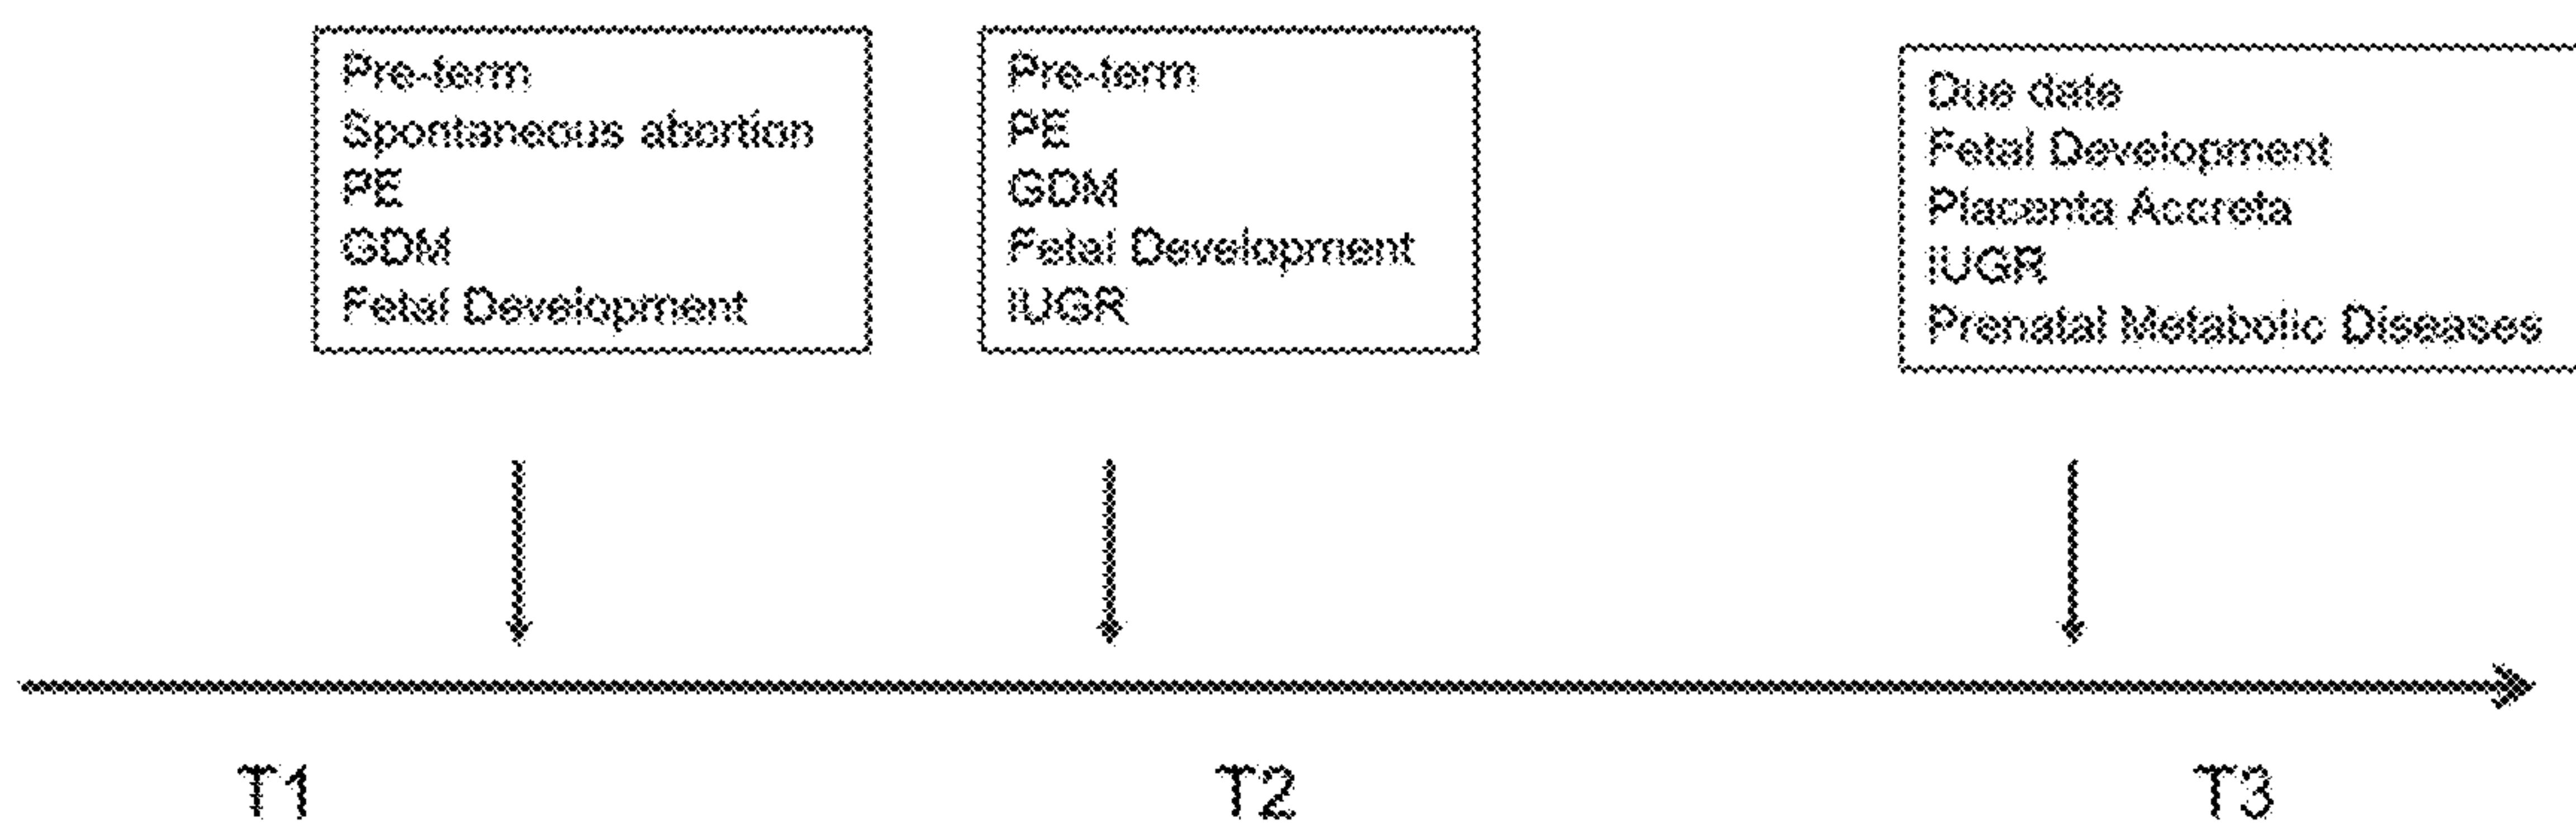 Pre-term
Spontaneous abortion
PE
GDM
Fetal Development
Pre-term
PE
GDM
Fetal Development
IUGR
Due date
Fetal Development
Placenta Accreta
IUGR
Prenatal Metabolic Diseases
T1
T2
T3